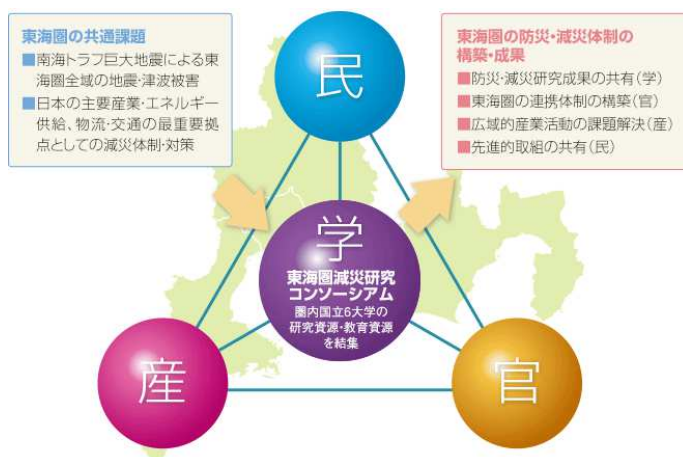 東海圏の共通課題
■南海トラフ巨大地震による東
海圏全域の地震・津波被害
■日本の主要産業・エネルギー
供給、物流・交通の最重要拠
点としての減災体制・対策
東海圏の防災・減災体制の
構築・成果
■防災・減災研究成果の共有(学)
■東海圏の連携体制の構築(官)
■広域的産業活動の課題解決(産)
■先進的取組の共有(民)
民
学
東海圏減災研究
コンソーシアム
圏内国立6大学の
研究資源・教育資源
を結集
産
官